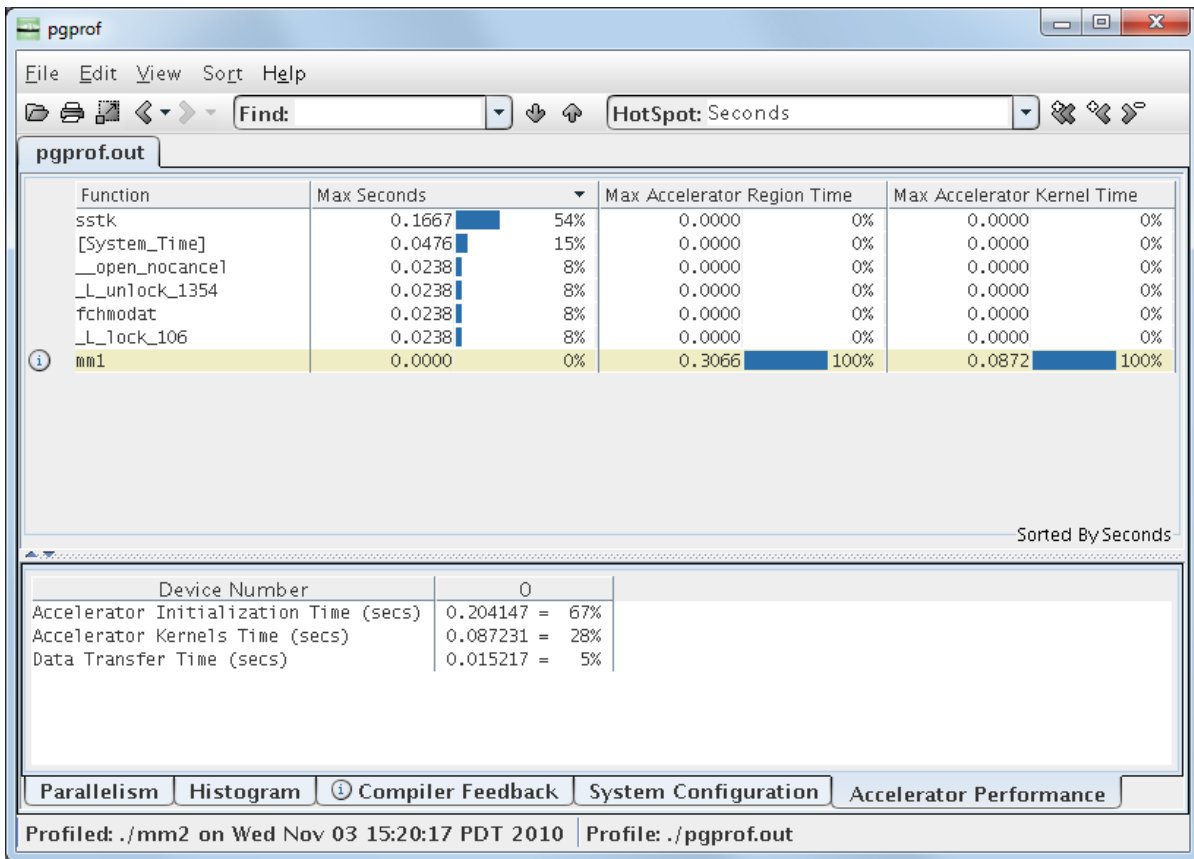 pgprof
File Edit View Sort Help
Find: HotSpot: Seconds
pgprof.out
Function Max Seconds Max Accelerator Region Time Max Accelerator Kernel Time
sstk 0.1667 54% 0.0000 0% 0.0000 0%
[System_Time] 0.0476 15% 0.0000 0% 0.0000 0%
__open_nocancel 0.0238 8% 0.0000 0% 0.0000 0%
_L_unlock_1354 0.0238 8% 0.0000 0% 0.0000 0%
fchmodat 0.0238 8% 0.0000 0% 0.0000 0%
_L_lock_106 0.0238 8% 0.0000 0% 0.0000 0%
mm1 0.0000 0% 0.3066 100% 0.0872 100%
Sorted By Seconds
Device Number 0
Accelerator Initialization Time (secs) 0.204147 = 67%
Accelerator Kernels Time (secs) 0.087231 = 28%
Data Transfer Time (secs) 0.015217 = 5%
Parallelism Histogram Compiler Feedback System Configuration Accelerator Performance
Profiled: ./mm2 on Wed Nov 03 15:20:17 PDT 2010 Profile: ./pgprof.out